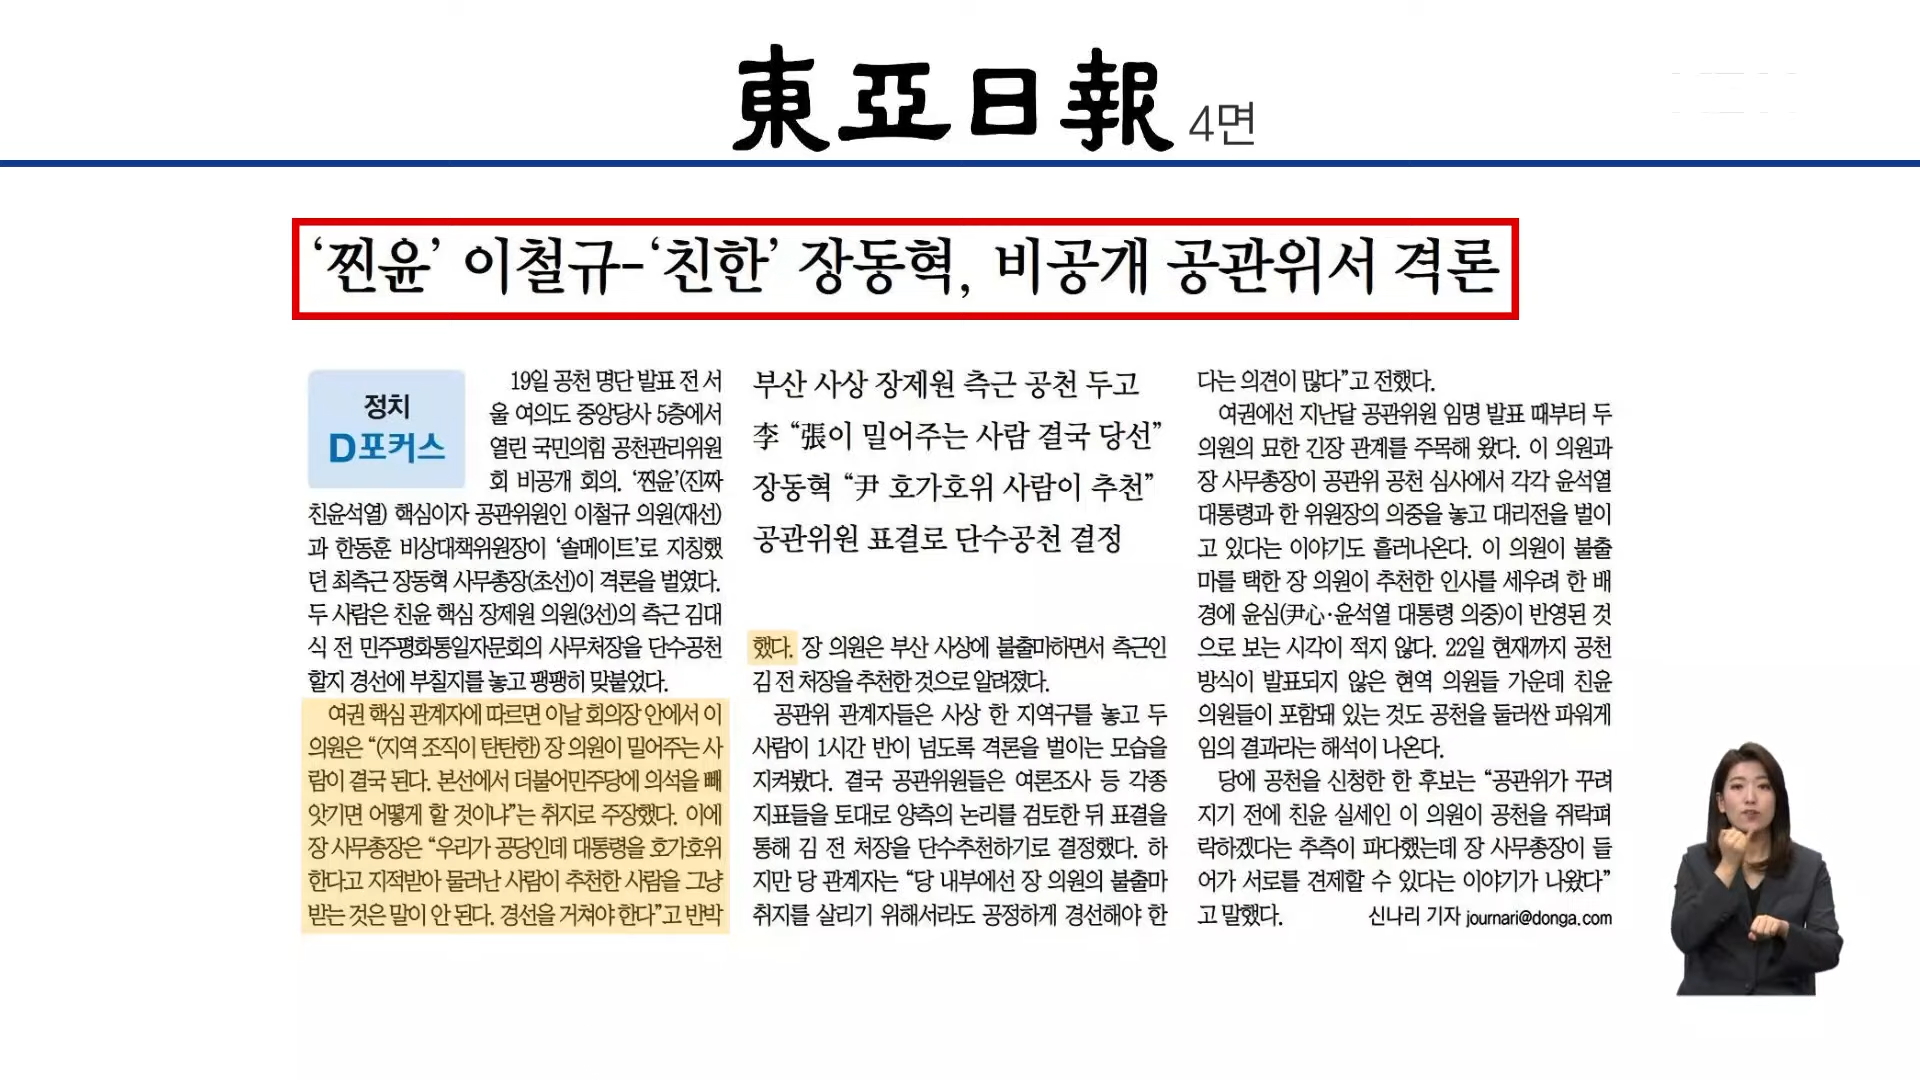 東亞日報 4면
‘찐윤’ 이철규-‘친한’ 장동혁, 비공개 공관위서 격론
정치
D포커스
19일 공천 명단 발표 전 서
울 여의도 중앙당사 5층에서
열린 국민의힘 공천관리위원
회 비공개 회의. ‘찐윤’(진짜
친윤석열) 핵심이자 공관위원인 이철규 의원(재선)
과 한동훈 비상대책위원장이 ‘솔메이트’로 지칭했
던 최측근 장동혁 사무총장(초선)이 격론을 벌였다.
두 사람은 친윤 핵심 장제원 의원(3선)의 측근 김대
식 전 민주평화통일자문회의 사무처장을 단수공천
할지 경선에 부칠지를 놓고 팽팽히 맞붙었다.
여권 핵심 관계자에 따르면 이날 회의장 안에서 이
의원은 “(지역 조직이 탄탄한) 장 의원이 밀어주는 사
람이 결국 된다. 본선에서 더불어민주당에 의석을 빼
앗기면 어떻게 할 것이냐”는 취지로 주장했다. 이에
장 사무총장은 “우리가 공당인데 대통령을 호가호위
한다고 지적받아 물러난 사람이 추천한 사람을 그냥
받는 것은 말이 안 된다. 경선을 거쳐야 한다”고 반박
부산 사상 장제원 측근 공천 두고
李 “張이 밀어주는 사람 결국 당선”
장동혁 “尹 호가호위 사람이 추천”
공관위원 표결로 단수공천 결정
했다. 장 의원은 부산 사상에 불출마하면서 측근인
김 전 처장을 추천한 것으로 알려졌다.
공관위 관계자들은 사상 한 지역구를 놓고 두
사람이 1시간 반이 넘도록 격론을 벌이는 모습을
지켜봤다. 결국 공관위원들은 여론조사 등 각종
지표들을 토대로 양측의 논리를 검토한 뒤 표결을
통해 김 전 처장을 단수추천하기로 결정했다. 하
지만 당 관계자는 “당 내부에선 장 의원의 불출마
취지를 살리기 위해서라도 공정하게 경선해야 한
다는 의견이 많다”고 전했다.
여권에선 지난달 공관위원 임명 발표 때부터 두
의원의 묘한 긴장 관계를 주목해 왔다. 이 의원과
장 사무총장이 공관위 공천 심사에서 각각 윤석열
대통령과 한 위원장의 의중을 놓고 대리전을 벌이
고 있다는 이야기도 흘러나온다. 이 의원이 불출
마를 택한 장 의원이 추천한 인사를 세우려 한 배
경에 윤심(尹心·윤석열 대통령 의중)이 반영된 것
으로 보는 시각이 적지 않다. 22일 현재까지 공천
방식이 발표되지 않은 현역 의원들 가운데 친윤
의원들이 포함돼 있는 것도 공천을 둘러싼 파워게
임의 결과라는 해석이 나온다.
당에 공천을 신청한 한 후보는 “공관위가 꾸려
지기 전에 친윤 실세인 이 의원이 공천을 쥐락펴
락하겠다는 추측이 파다했는데 장 사무총장이 들
어가 서로를 견제할 수 있다는 이야기가 나왔다”
고 말했다. 신나리 기자 journari@donga.com